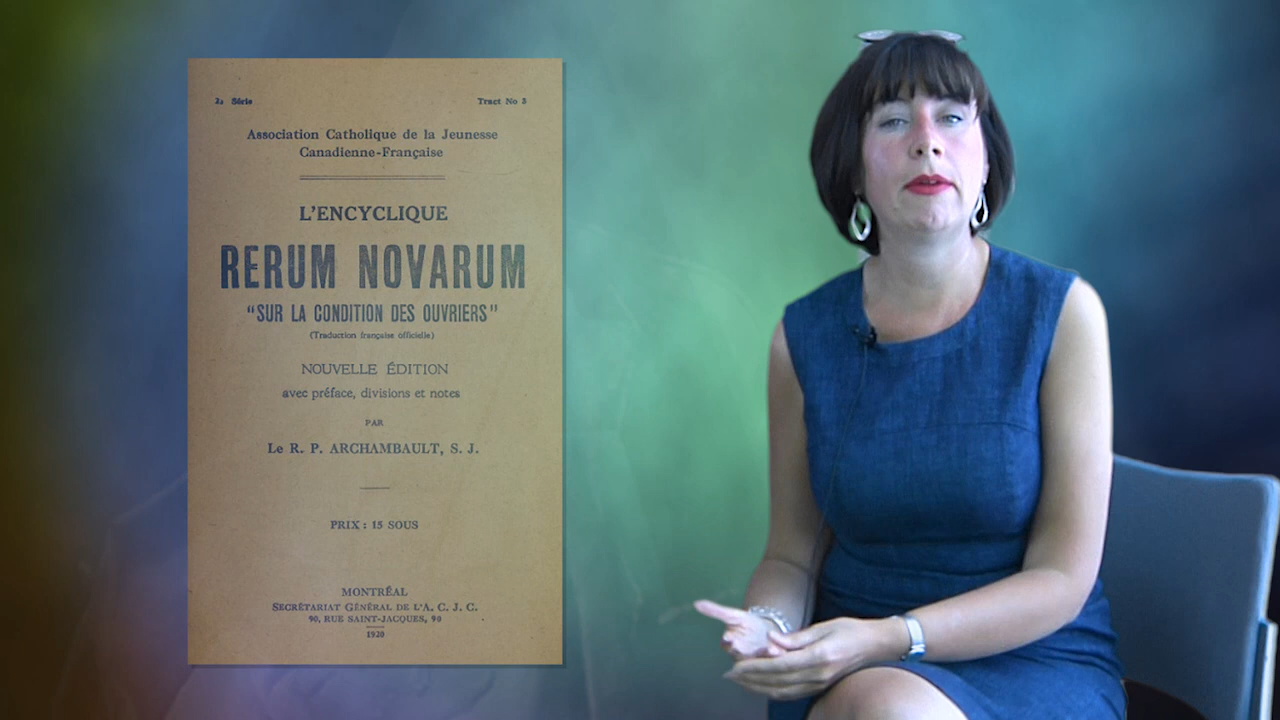 2e Série
Tract No 3
Association Catholique de la Jeunesse
Canadienne-Française
L'ENCYCLIQUE
RERUM NOVARUM
"SUR LA CONDITION DES OUVRIERS"
(Traduction française officielle)
NOUVELLE ÉDITION
avec préface, divisions et notes
PAR
Le R. P. ARCHAMBAULT, S. J.
PRIX : 15 SOUS
MONTRÉAL
SECRÉTARIAT GÉNÉRAL DE L'A. C. J. C.
90, RUE SAINT-JACQUES, 90
1920